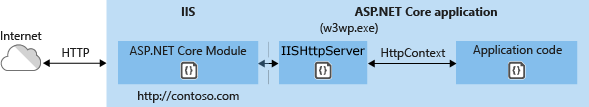 IIS
ASP.NET Core application
(w3wp.exe)
Internet
HTTP
ASP.NET Core Module
IISHttpServer
HttpContext
Application code
http://contoso.com